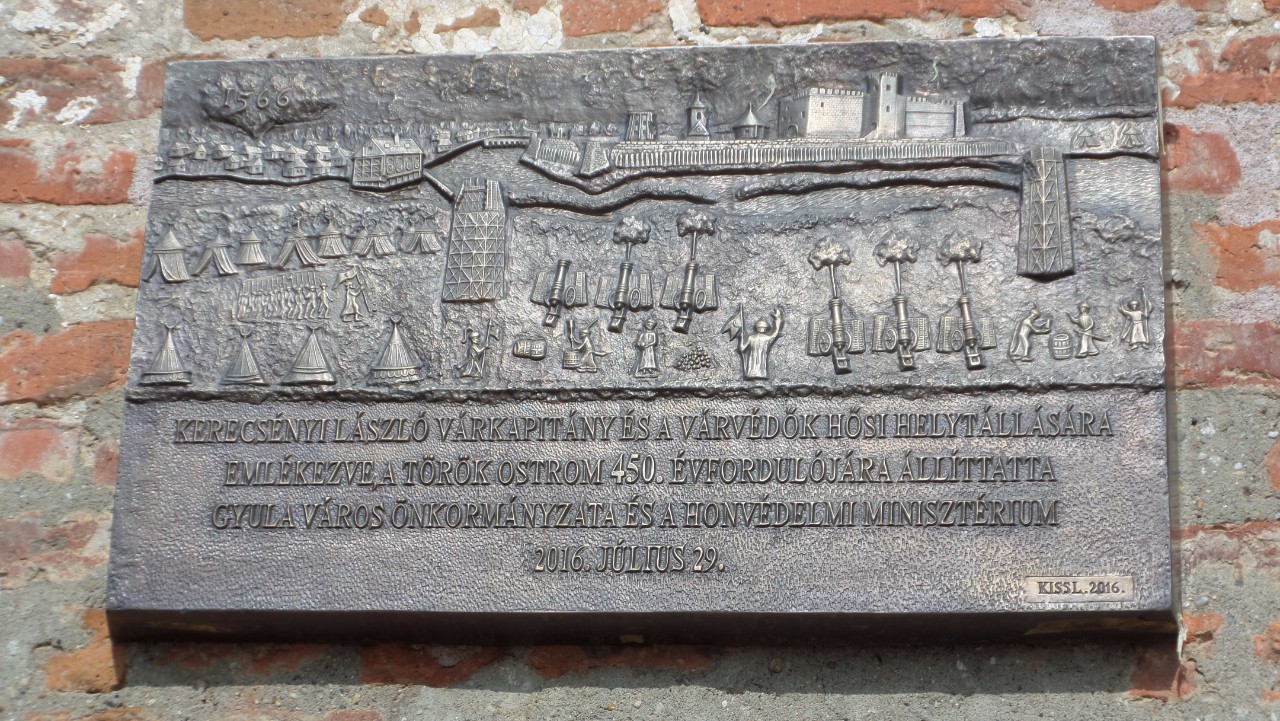 1566
KERECSÉNYI LÁSZLÓ VÁRKAPITÁNY ÉS A VÁRVÉDŐK HŐSI HELYTÁLLÁSÁRA
EMLÉKEZVE, A TÖRÖK OSTROM 450. ÉVFORDULÓJÁRA ÁLLÍTTATTA
GYULA VÁROS ÖNKORMÁNYZATA ÉS A HONVÉDELMI MINISZTÉRIUM
2016. JÚLIUS 29.
KISS L. 2016.